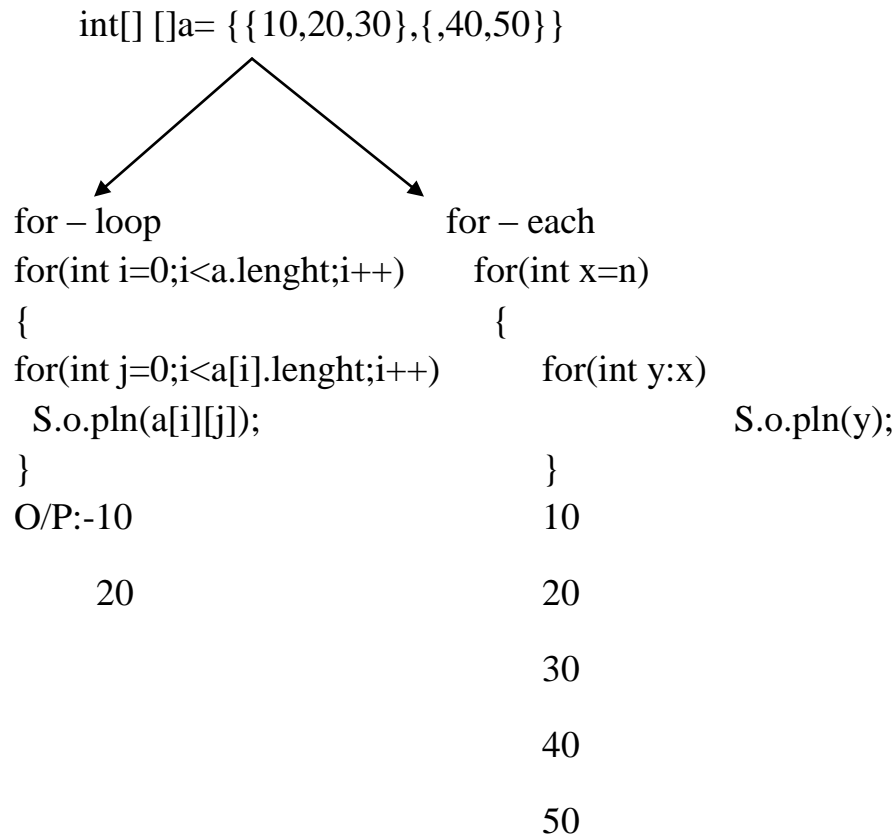 int[] []a= {{10,20,30},{,40,50}}
for – loop for – each
for(int i=0;i<a.lenght;i++) for(int x=n)
{ {
for(int j=0;i<a[i].lenght;i++) for(int y:x)
S.o.pln(a[i][j]); S.o.pln(y);
} }
O/P:-10 10
20 20
30
40
50